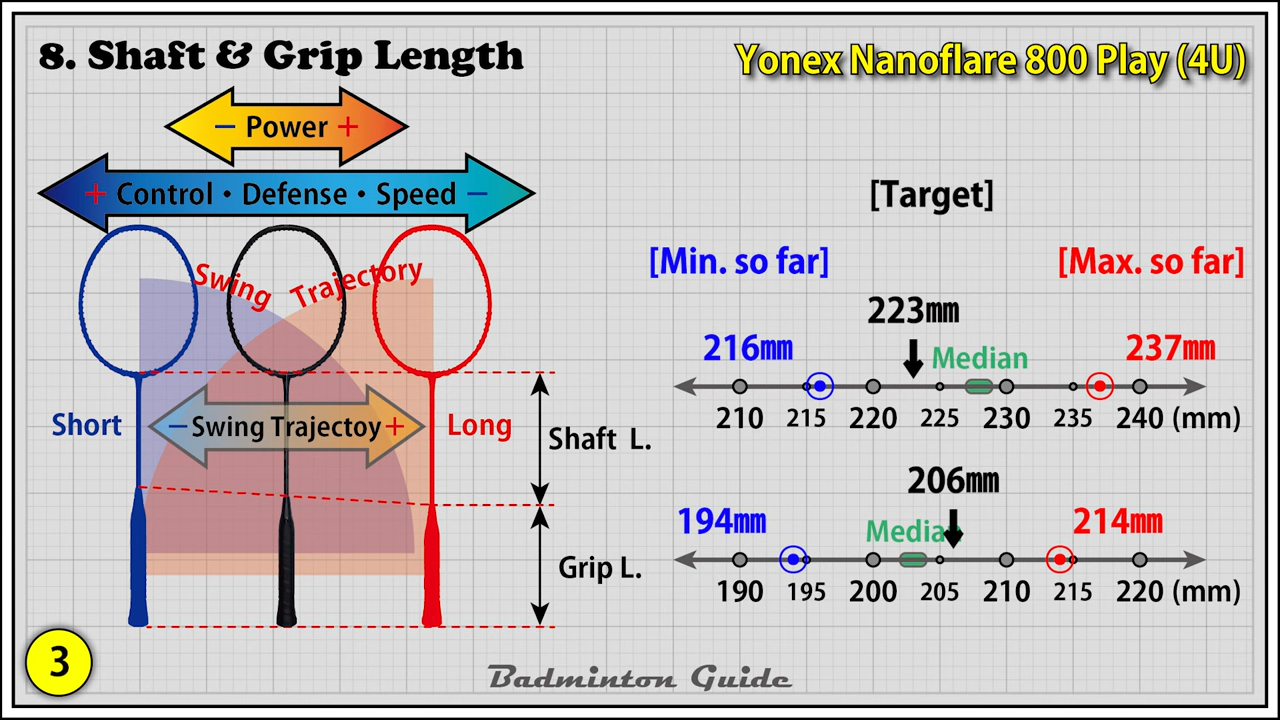 8. Shaft & Grip Length
Yonex Nanoflare 800 Play (4U)
− Power +
+ Control・Defense・Speed −
Swing Trajectory
Short
− Swing Trajectoy +
Long
Shaft L.
Grip L.
[Target]
[Min. so far]
[Max. so far]
223mm
216mm
Median
237mm
210 215 220 225 230 235 240 (mm)
206mm
194mm
Median
214mm
190 195 200 205 210 215 220 (mm)
3
Badminton Guide